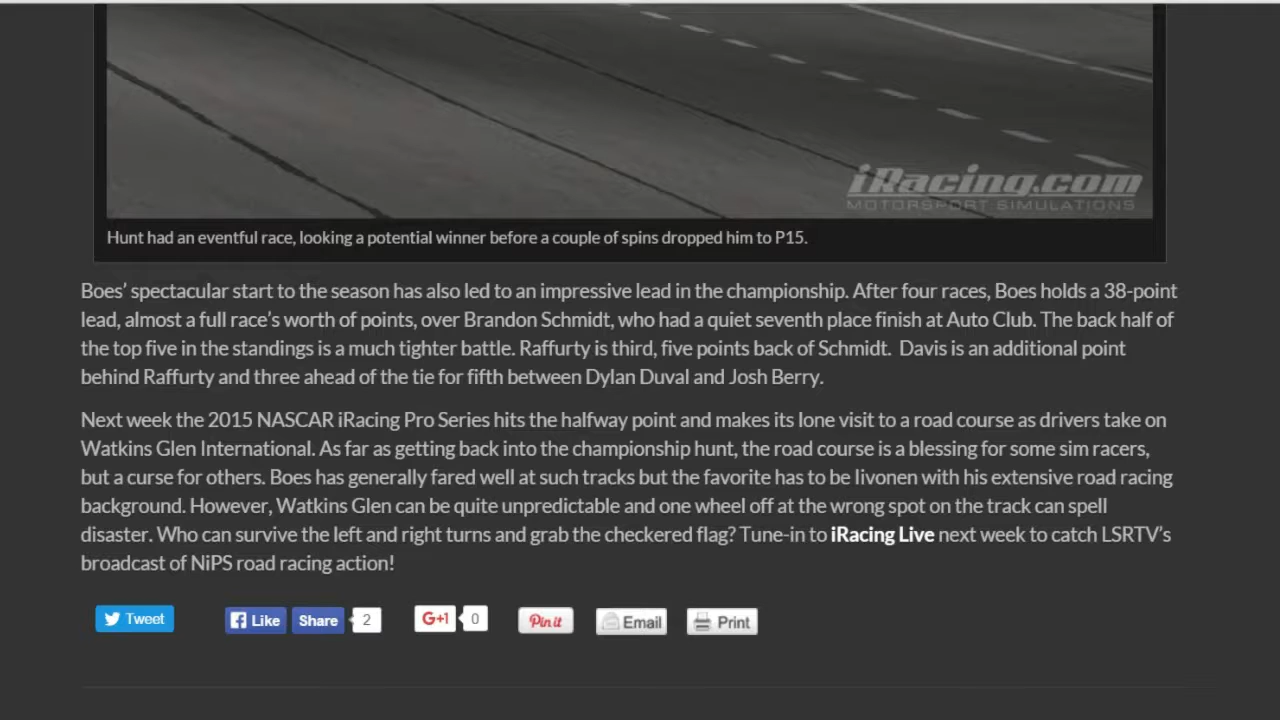 iRacing.com
MOTORSPORT SIMULATIONS
Hunt had an eventful race, looking a potential winner before a couple of spins dropped him to P15.
Boes’ spectacular start to the season has also led to an impressive lead in the championship. After four races, Boes holds a 38-point
lead, almost a full race’s worth of points, over Brandon Schmidt, who had a quiet seventh place finish at Auto Club. The back half of
the top five in the standings is a much tighter battle. Raffurty is third, five points back of Schmidt.  Davis is an additional point
behind Raffurty and three ahead of the tie for fifth between Dylan Duval and Josh Berry.
Next week the 2015 NASCAR iRacing Pro Series hits the halfway point and makes its lone visit to a road course as drivers take on
Watkins Glen International. As far as getting back into the championship hunt, the road course is a blessing for some sim racers,
but a curse for others. Boes has generally fared well at such tracks but the favorite has to be Iivonen with his extensive road racing
background. However, Watkins Glen can be quite unpredictable and one wheel off at the wrong spot on the track can spell
disaster. Who can survive the left and right turns and grab the checkered flag? Tune-in to iRacing Live next week to catch LSRTV’s
broadcast of NiPS road racing action!
Tweet Like Share 2 G+1 0 Pin it Email Print